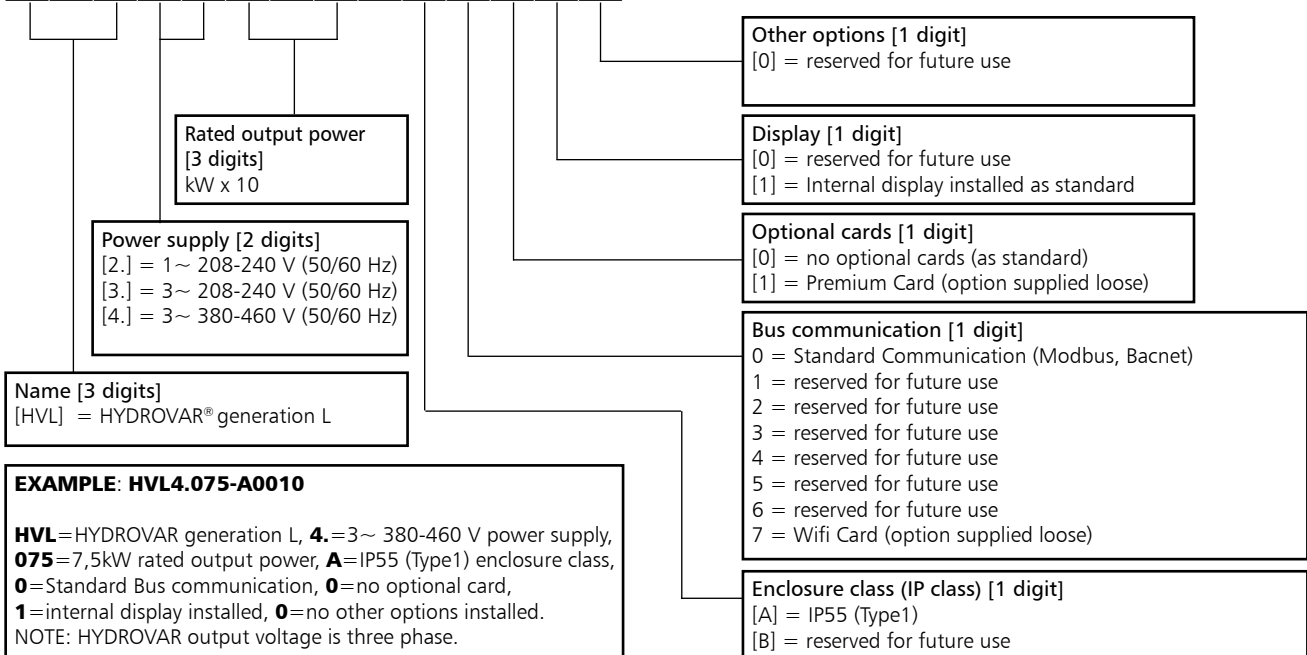 Other options [1 digit]
[0] = reserved for future use
Rated output power
[3 digits]
kW x 10
Display [1 digit]
[0] = reserved for future use
[1] = Internal display installed as standard
Power supply [2 digits]
[2.] = 1~ 208-240 V (50/60 Hz)
[3.] = 3~ 208-240 V (50/60 Hz)
[4.] = 3~ 380-460 V (50/60 Hz)
Optional cards [1 digit]
[0] = no optional cards (as standard)
[1] = Premium Card (option supplied loose)
Name [3 digits]
[HVL] = HYDROVAR® generation L
Bus communication [1 digit]
0 = Standard Communication (Modbus, Bacnet)
1 = reserved for future use
2 = reserved for future use
3 = reserved for future use
4 = reserved for future use
5 = reserved for future use
6 = reserved for future use
7 = Wifi Card (option supplied loose)
EXAMPLE: HVL4.075-A0010
HVL=HYDROVAR generation L, 4.=3~ 380-460 V power supply,
075=7,5kW rated output power, A=IP55 (Type1) enclosure class,
0=Standard Bus communication, 0=no optional card,
1=internal display installed, 0=no other options installed.
NOTE: HYDROVAR output voltage is three phase.
Enclosure class (IP class) [1 digit]
[A] = IP55 (Type1)
[B] = reserved for future use